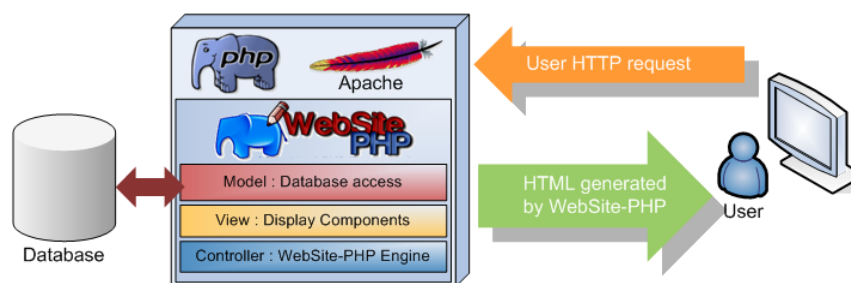 php
Apache
User HTTP request
WebSite
PHP
Model : Database access
View : Display Components
Controller : WebSite-PHP Engine
Database
HTML generated
by WebSite-PHP
User